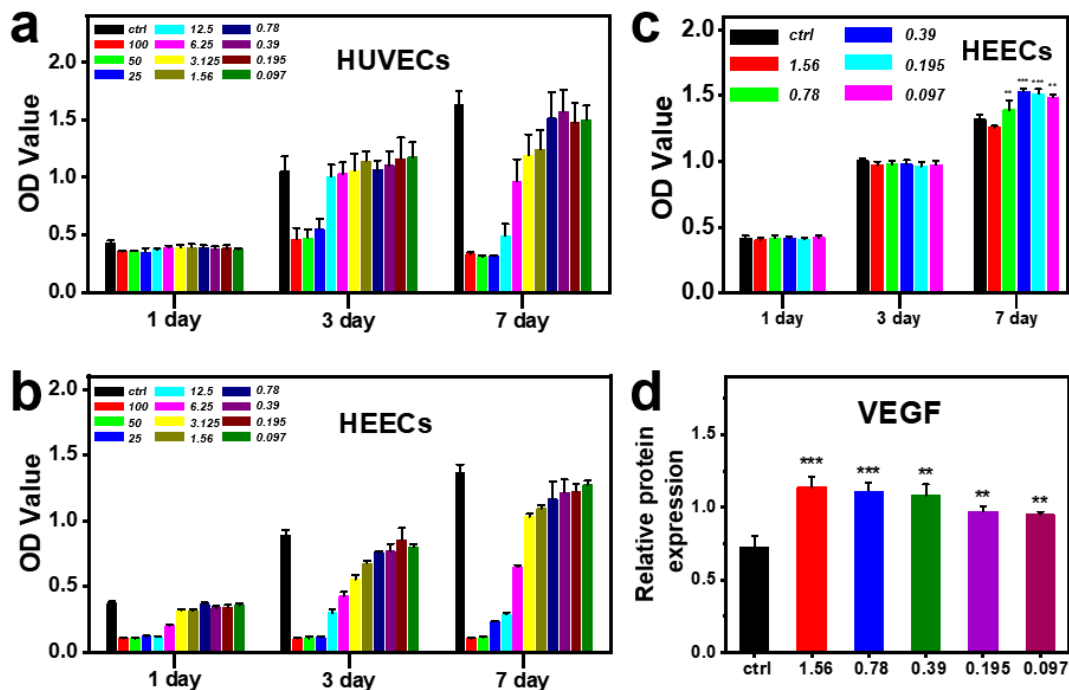 a
ctrl 12.5 0.78
100 6.25 0.39
50 3.125 0.195
25 1.56 0.097
HUVECs
OD Value
2.0
1.5
1.0
0.5
0.0
1 day 3 day 7 day
b
ctrl 12.5 0.78
100 6.25 0.39
50 3.125 0.195
25 1.56 0.097
HEECs
OD Value
2.0
1.5
1.0
0.5
0.0
1 day 3 day 7 day
c
ctrl 0.39
1.56 0.195
0.78 0.097
HEECs
** *** *** **
OD Value
2.0
1.5
1.0
0.5
0.0
1 day 3 day 7 day
d
VEGF
*** *** ** ** **
Relative protein
expression
1.5
1.0
0.5
0.0
ctrl 1.56 0.78 0.39 0.195 0.097